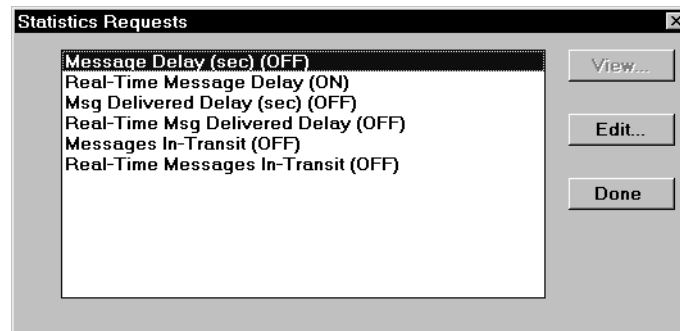 Statistics Requests
Message Delay (sec) (OFF)
Real-Time Message Delay (ON)
Msg Delivered Delay (sec) (OFF)
Real-Time Msg Delivered Delay (OFF)
Messages In-Transit (OFF)
Real-Time Messages In-Transit (OFF)
View...
Edit...
Done